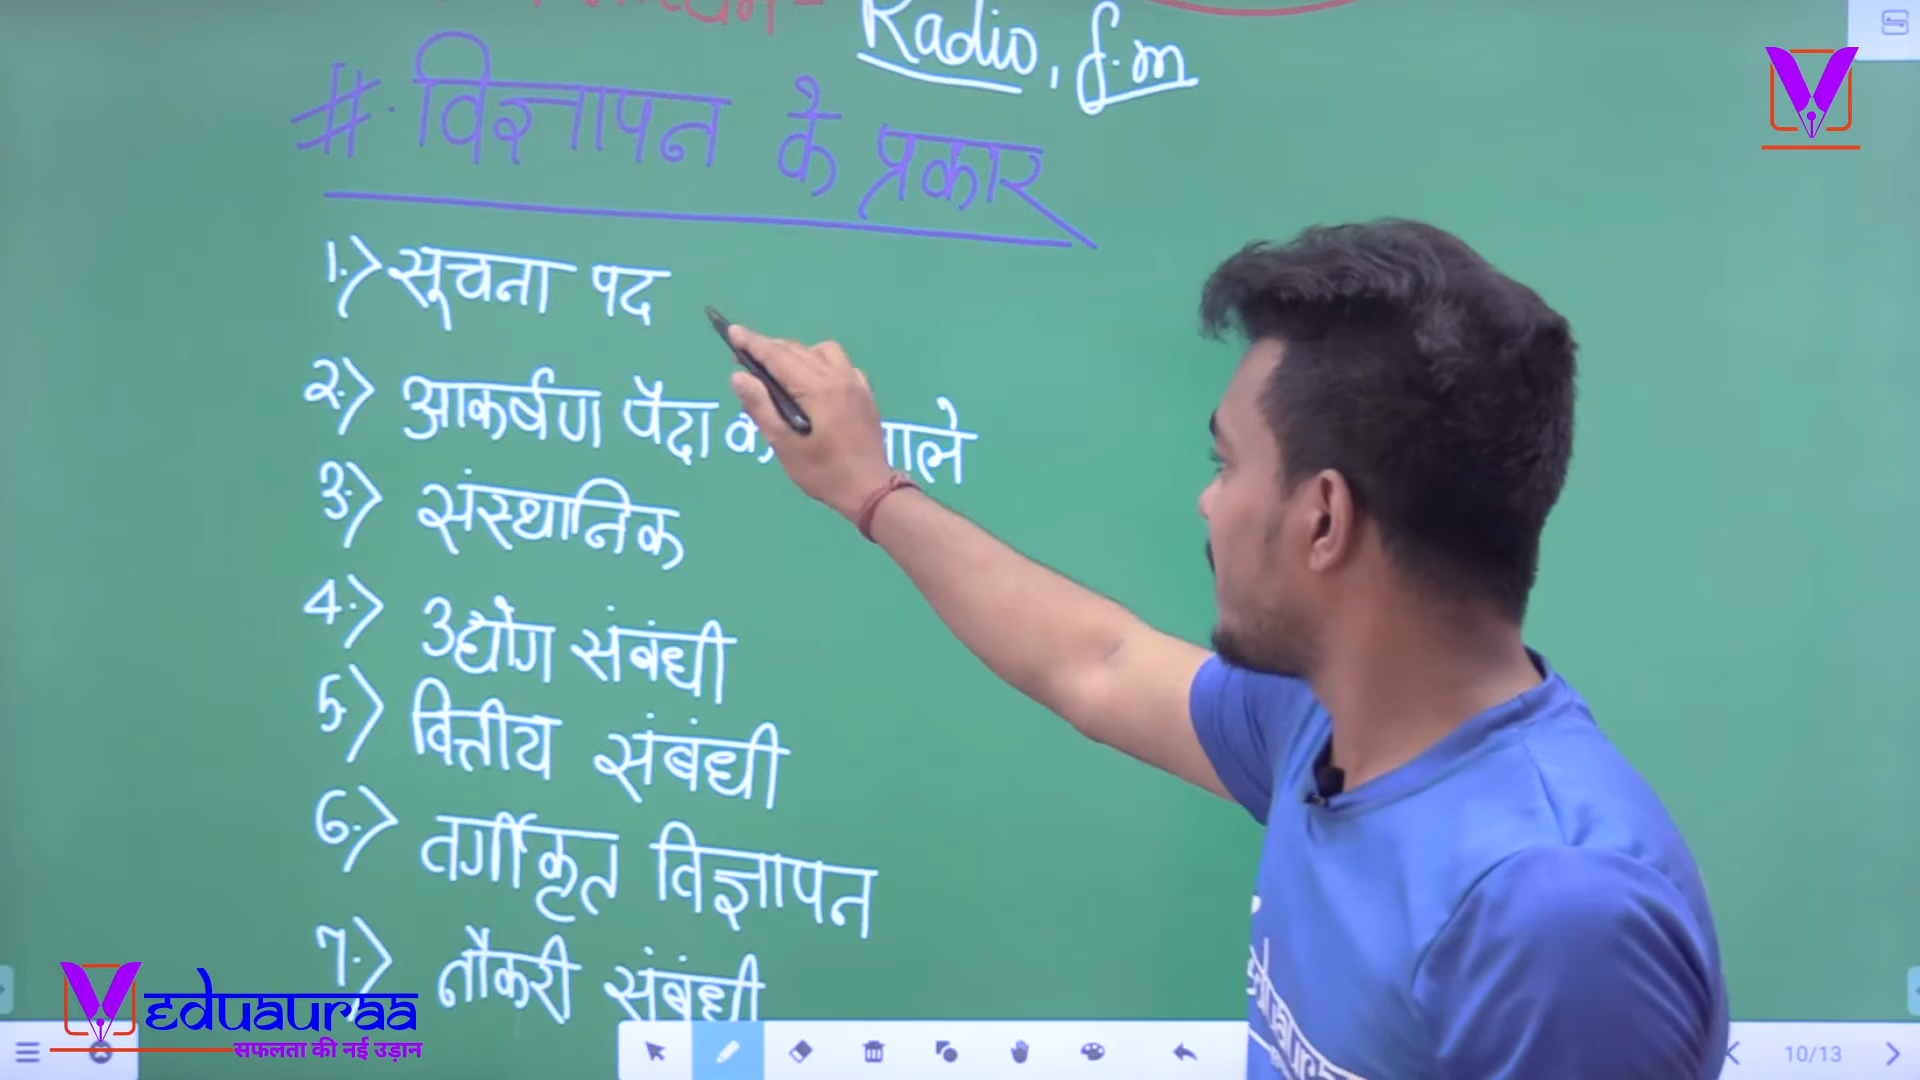 Radio, f.m
# विज्ञापन के प्रकार
1.) सूचना पद
2.) आकर्षण पैदा वाले
3.) संस्थानिक
4.) उद्योग संबंधी
5.) वित्तीय संबंधी
6.) तर्गीकृत विज्ञापन
7.) नौकरी संबंधी
eduauraa
सफलता की नई उड़ान
10/13